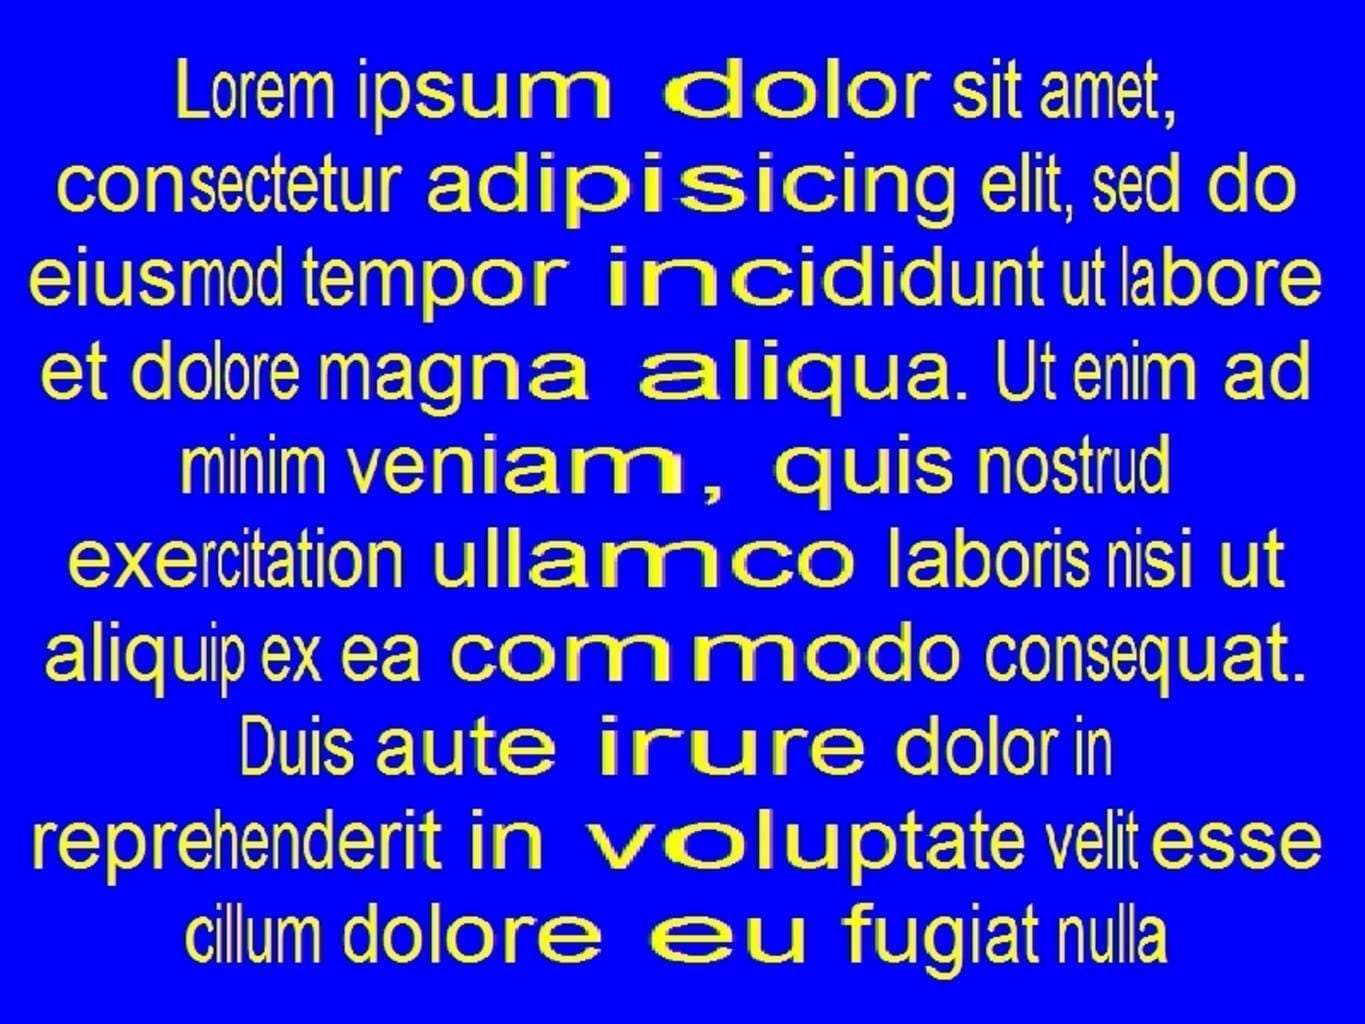 Lorem ipsum dolor sit amet,
consectetur adipisicing elit, sed do
eiusmod tempor incididunt ut labore
et dolore magna aliqua. Ut enim ad
minim veniam, quis nostrud
exercitation ullamco laboris nisi ut
aliquip ex ea commodo consequat.
Duis aute irure dolor in
reprehenderit in voluptate velit esse
cillum dolore eu fugiat nulla